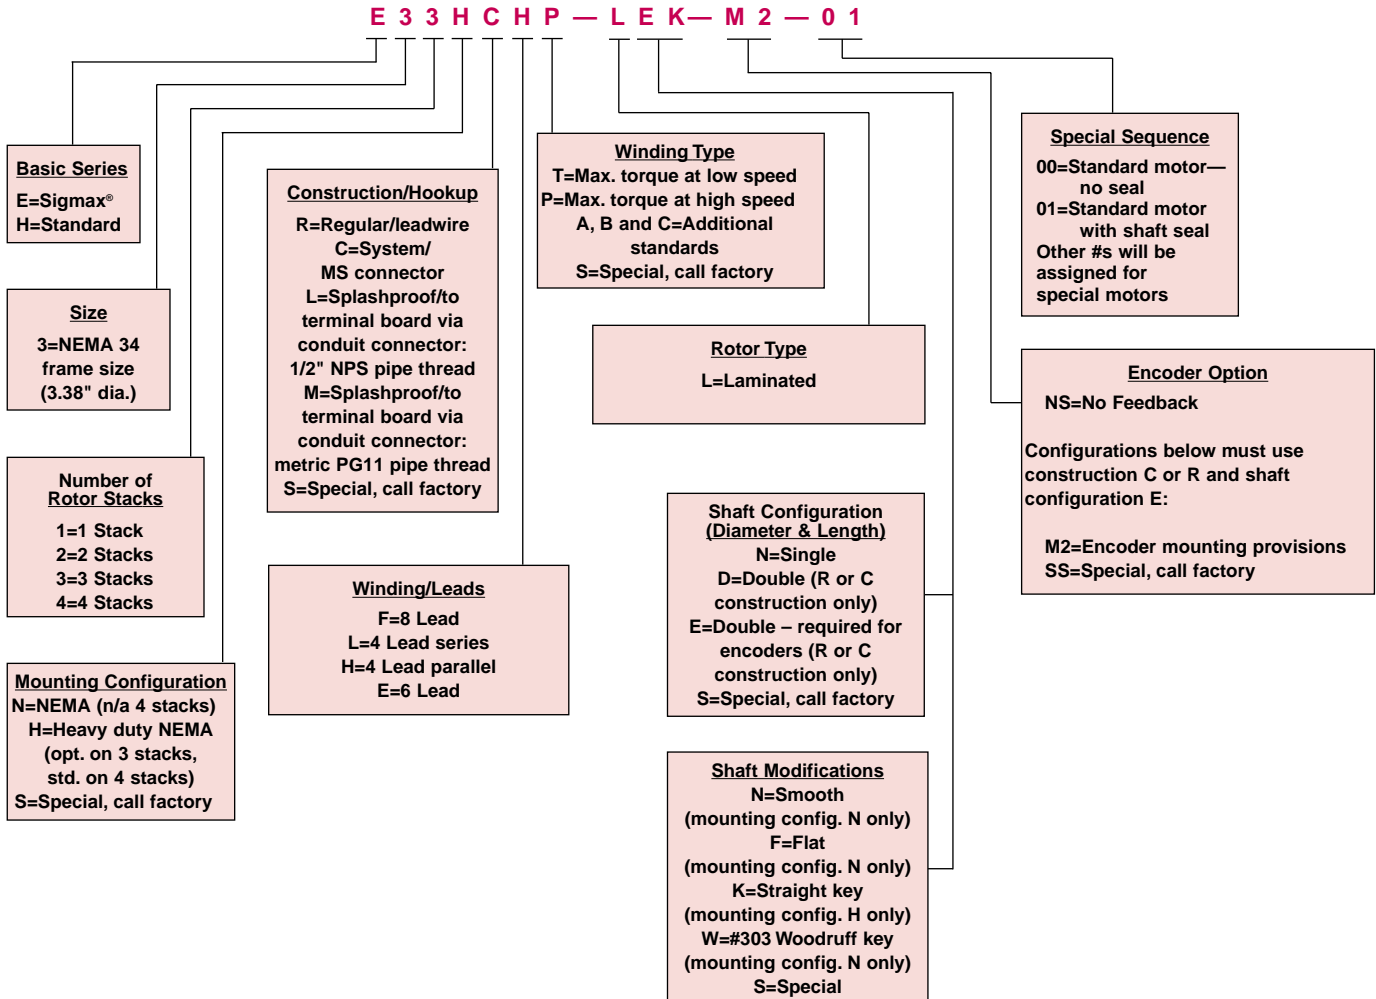 E 3 3 H C H P — L E K — M 2 — 0 1
Basic Series
E=Sigmax®
H=Standard
Size
3=NEMA 34
frame size
(3.38" dia.)
Number of
Rotor Stacks
1=1 Stack
2=2 Stacks
3=3 Stacks
4=4 Stacks
Mounting Configuration
N=NEMA (n/a 4 stacks)
H=Heavy duty NEMA
(opt. on 3 stacks,
std. on 4 stacks)
S=Special, call factory
Construction/Hookup
R=Regular/leadwire
C=System/
MS connector
L=Splashproof/to
terminal board via
conduit connector:
1/2" NPS pipe thread
M=Splashproof/to
terminal board via
conduit connector:
metric PG11 pipe thread
S=Special, call factory
Winding/Leads
F=8 Lead
L=4 Lead series
H=4 Lead parallel
E=6 Lead
Winding Type
T=Max. torque at low speed
P=Max. torque at high speed
A, B and C=Additional
standards
S=Special, call factory
Rotor Type
L=Laminated
Shaft Configuration
(Diameter & Length)
N=Single
D=Double (R or C
construction only)
E=Double – required for
encoders (R or C
construction only)
S=Special, call factory
Shaft Modifications
N=Smooth
(mounting config. N only)
F=Flat
(mounting config. N only)
K=Straight key
(mounting config. H only)
W=#303 Woodruff key
(mounting config. N only)
S=Special
Special Sequence
00=Standard motor—
no seal
01=Standard motor
with shaft seal
Other #s will be
assigned for
special motors
Encoder Option
NS=No Feedback
Configurations below must use
construction C or R and shaft
configuration E:
M2=Encoder mounting provisions
SS=Special, call factory